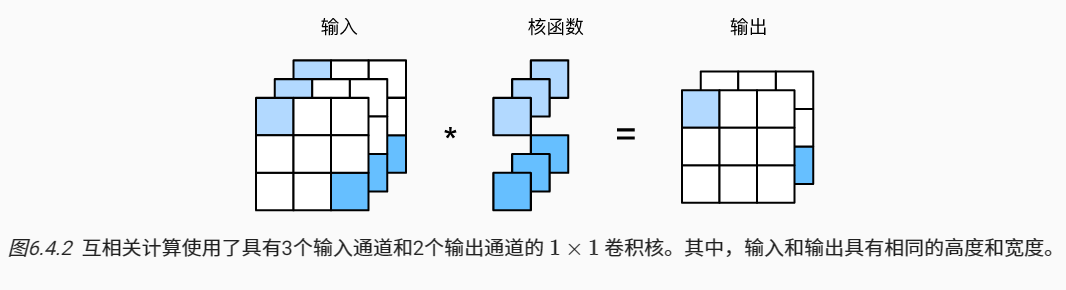 输入 核函数 输出
* =
图6.4.2 互相关计算使用了具有3个输入通道和2个输出通道的 1 × 1 卷积核。其中，输入和输出具有相同的高度和宽度。